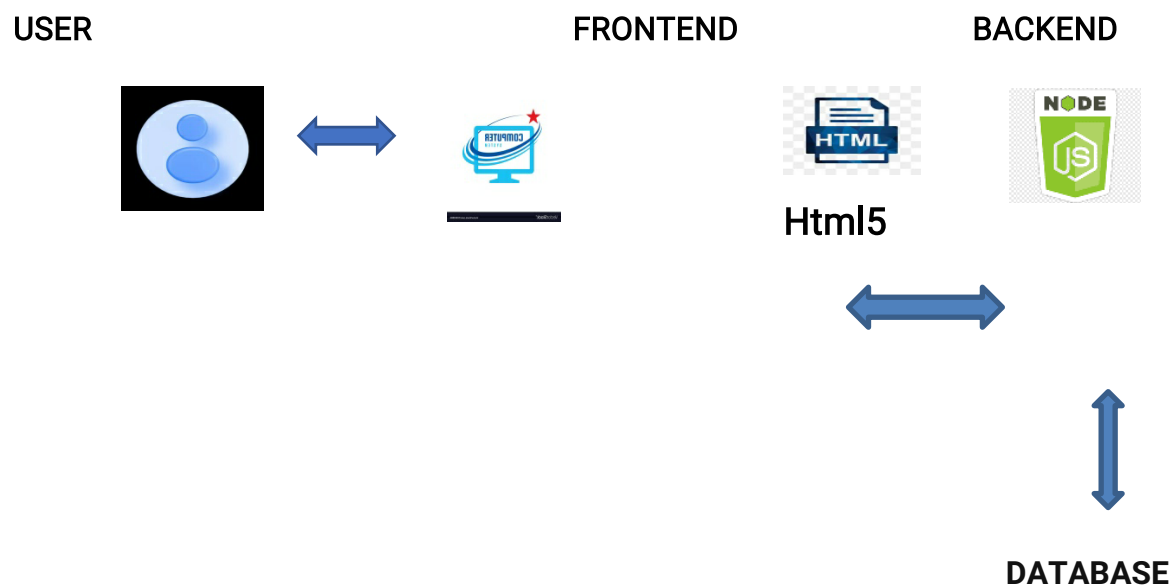 USER
FRONTEND
BACKEND
COMPUTER
HTML
NODE
JS
Html5
DATABASE